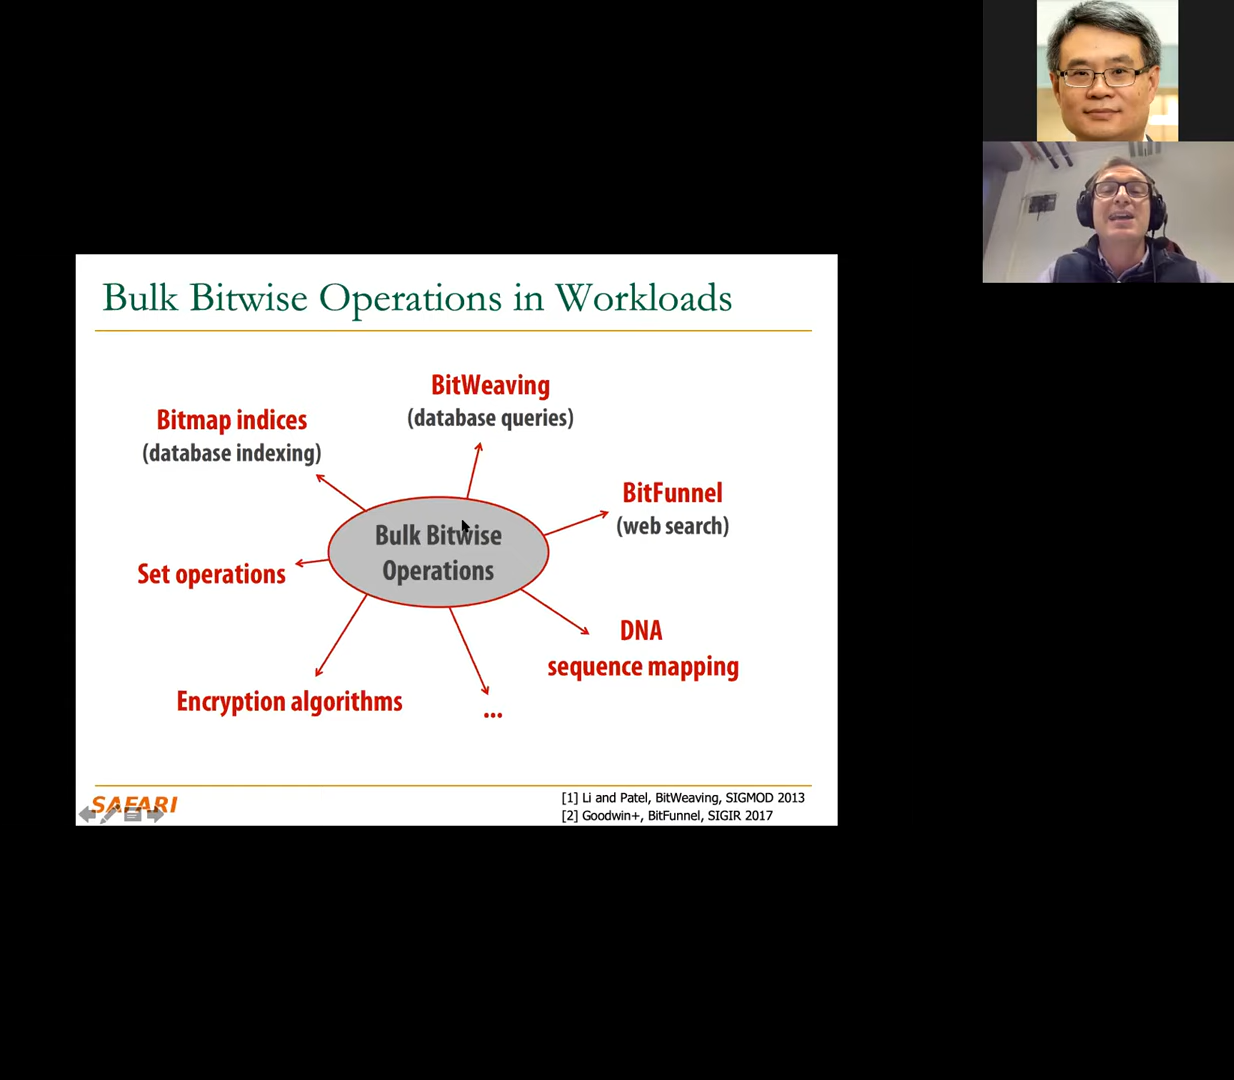 Bulk Bitwise Operations in Workloads
BitWeaving
(database queries)
Bitmap indices
(database indexing)
BitFunnel
(web search)
Bulk Bitwise
Operations
Set operations
DNA
sequence mapping
Encryption algorithms
...
SAFARI
[1] Li and Patel, BitWeaving, SIGMOD 2013
[2] Goodwin+, BitFunnel, SIGIR 2017